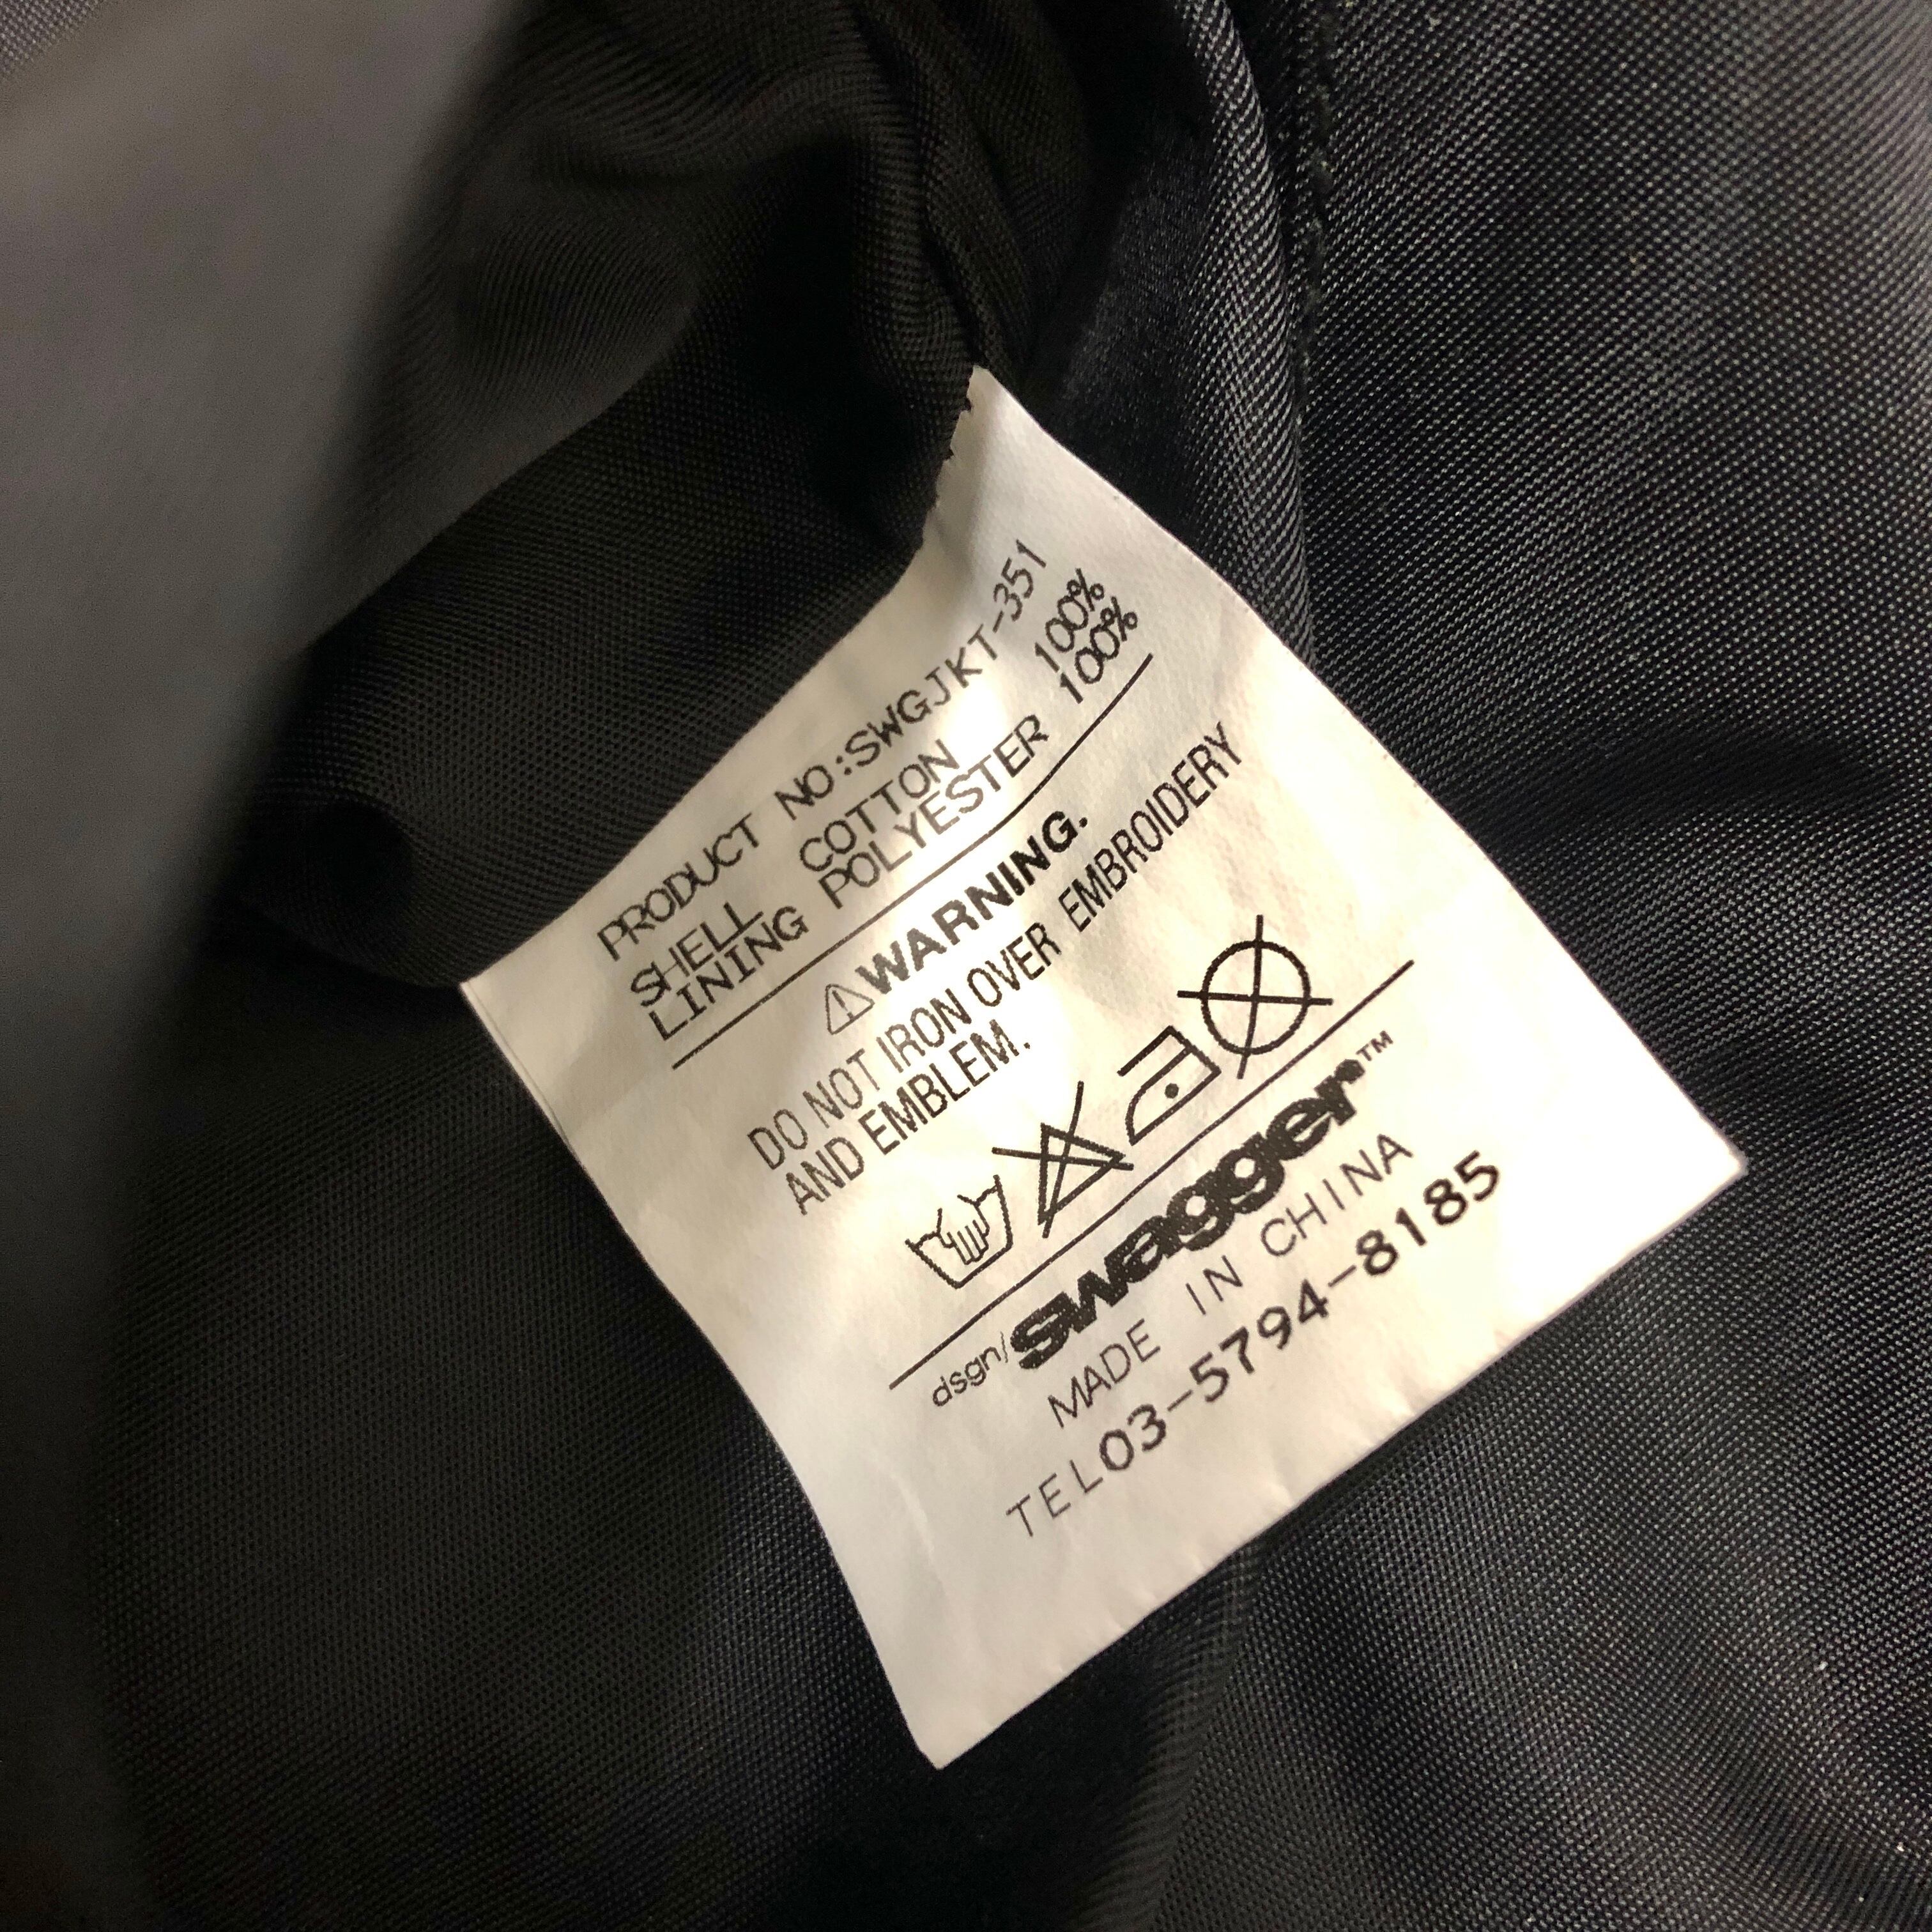 PRODUCT NO:SWGJKT-351
SHELL COTTON 100%
LINING POLYESTER 100%
⚠WARNING.
DO NOT IRON OVER EMBROIDERY
AND EMBLEM.
dsgn/swagger™
MADE IN CHINA
TEL03-5794-8185